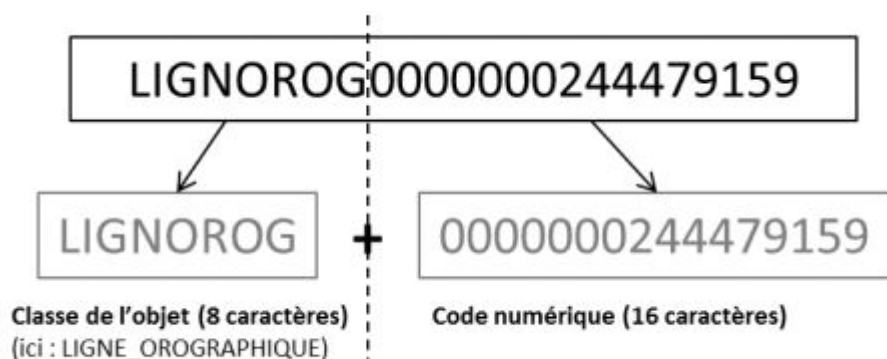 LIGNOROG0000000244479159
LIGNOROG + 0000000244479159
Classe de l'objet (8 caractères) Code numérique (16 caractères)
(ici : LIGNE_OROGRAPHIQUE)